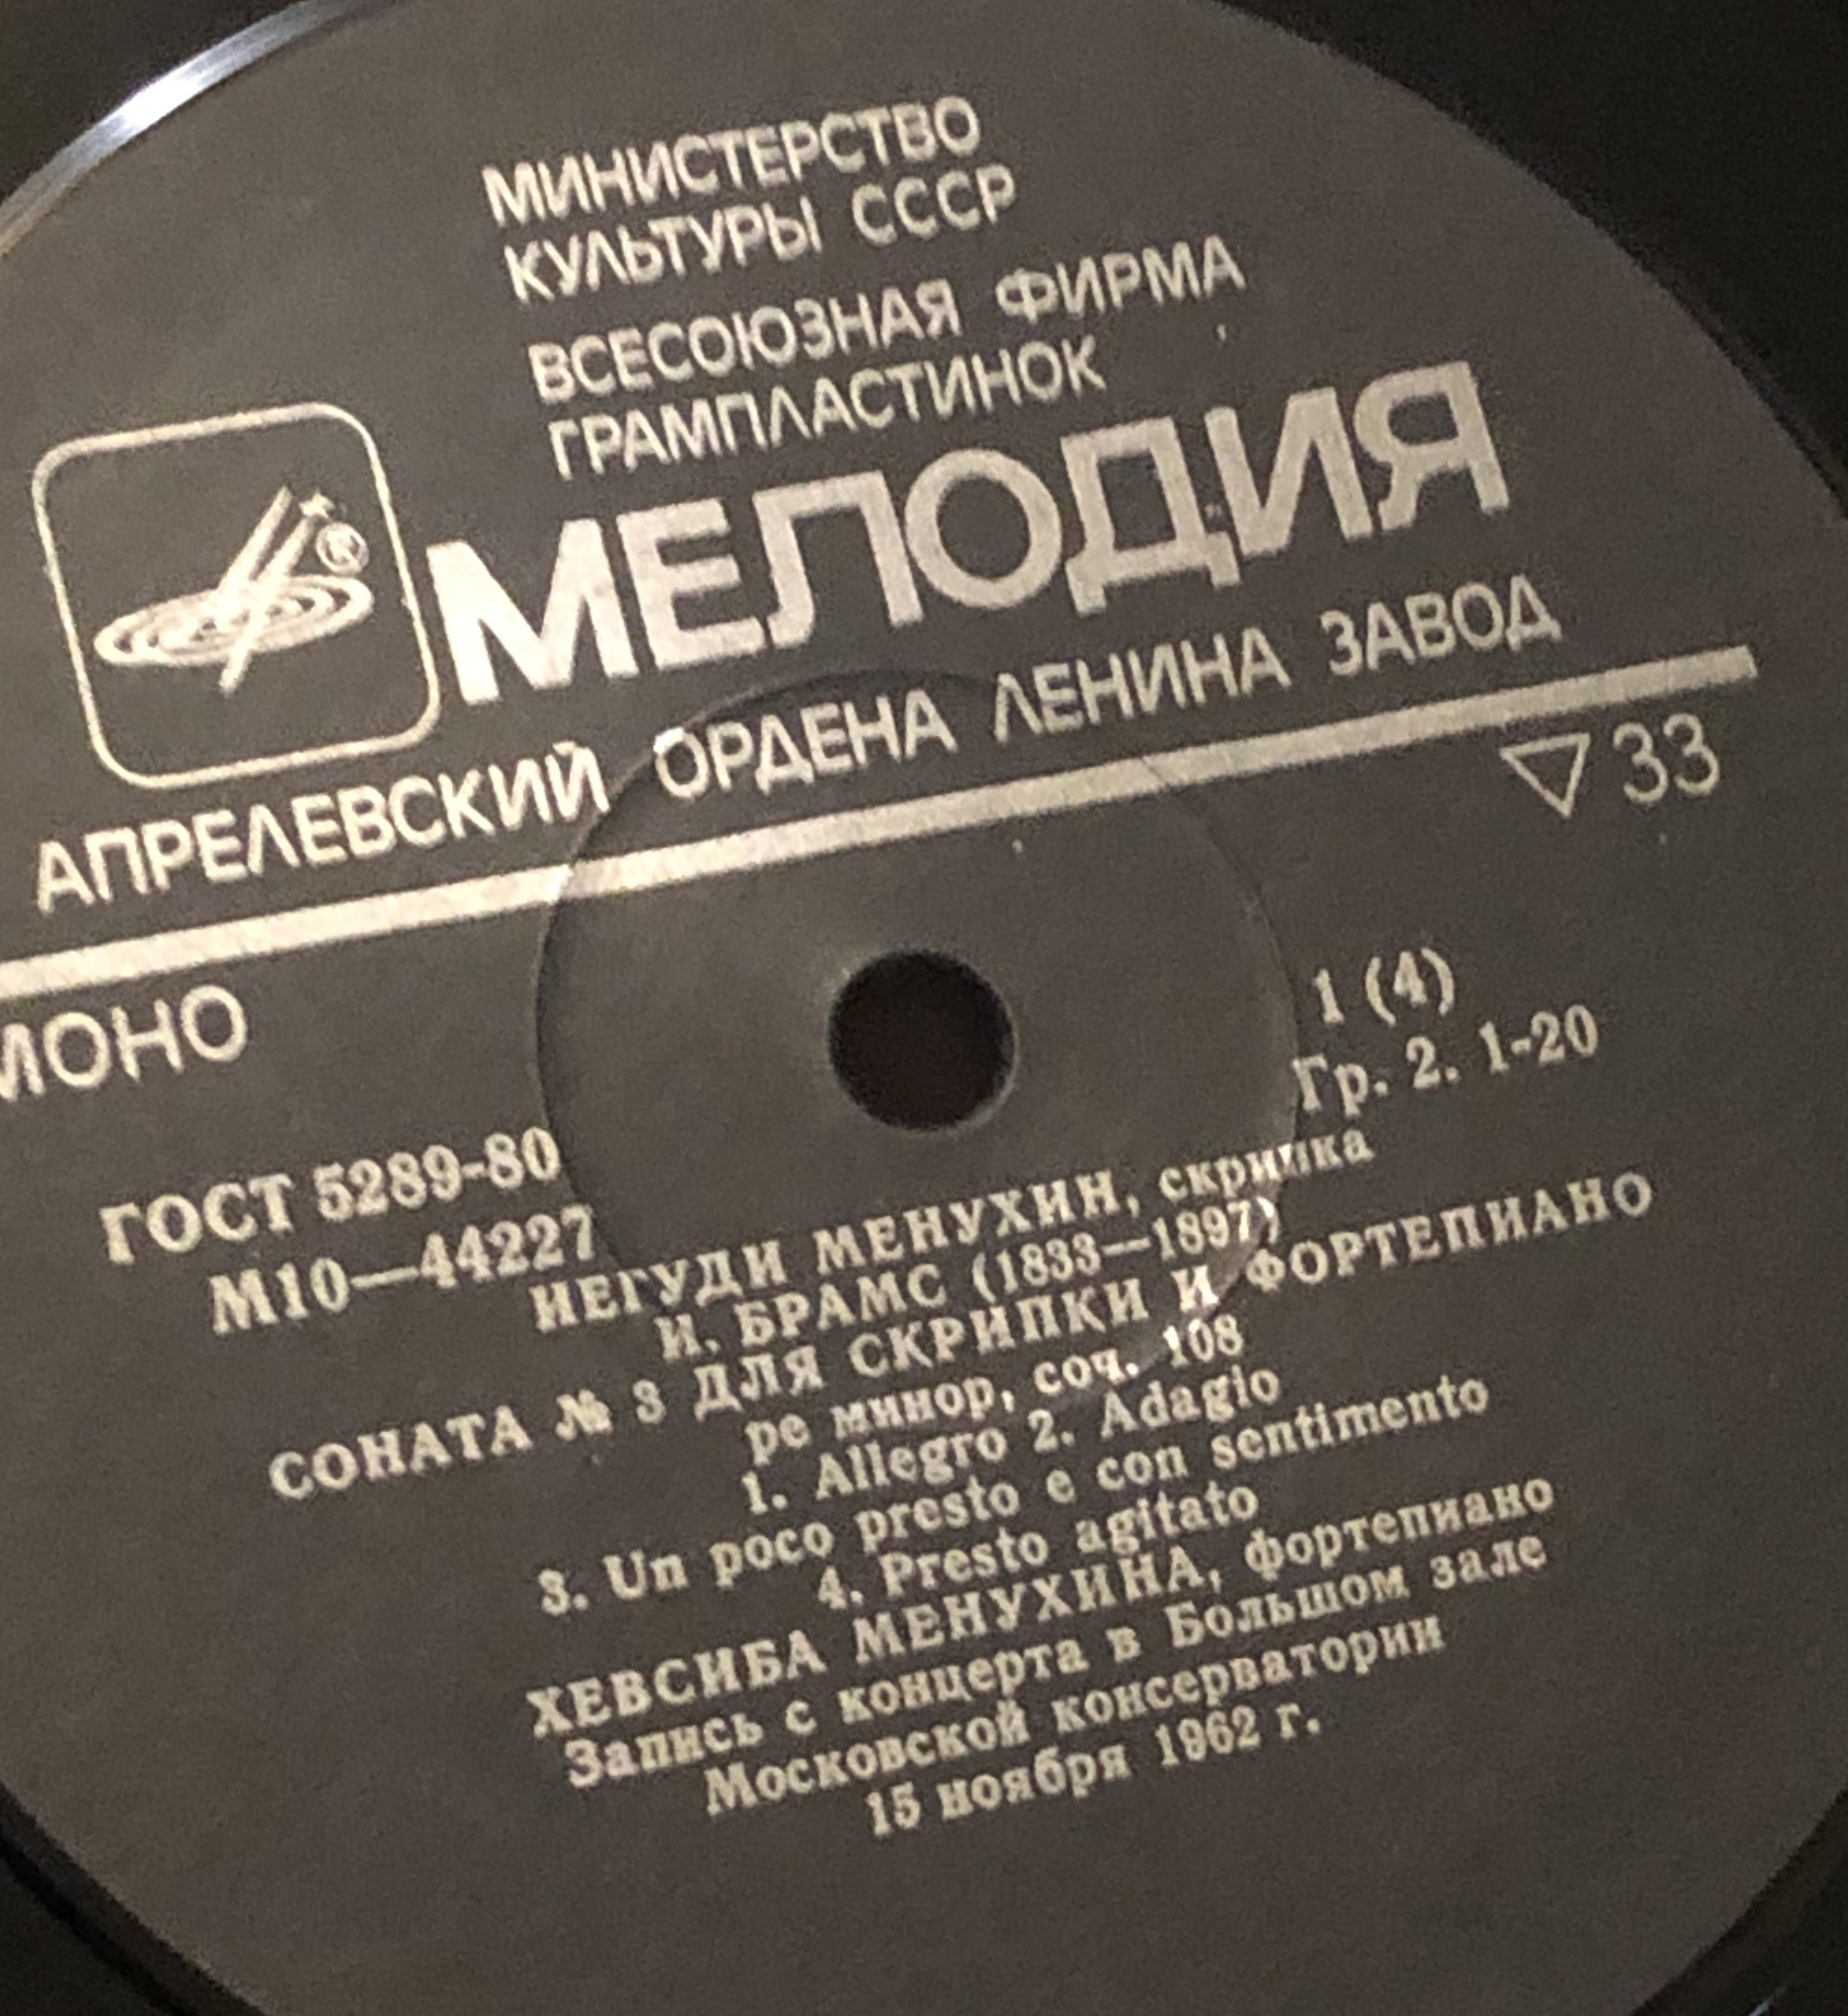 МИНИСТЕРСТВО
КУЛЬТУРЫ СССР
ВСЕСОЮЗНАЯ ФИРМА
ГРАМПЛАСТИНОК
®
МЕЛОДИЯ
АПРЕЛЕВСКИЙ ОРДЕНА ЛЕНИНА ЗАВОД
▽33
МОНО
1 (4)
Гр. 2. 1-20
ГОСТ 5289-80
М10—44227
ИЕГУДИ МЕНУХИН, скрипка
И. БРАМС (1833—1897)
СОНАТА № 3 ДЛЯ СКРИПКИ И ФОРТЕПИАНО
ре минор, соч. 108
1. Allegro 2. Adagio
3. Un poco presto e con sentimento
4. Presto agitato
ХЕВСИБА МЕНУХИНА, фортепиано
Запись с концерта в Большом зале
Московской консерватории
15 ноября 1962 г.